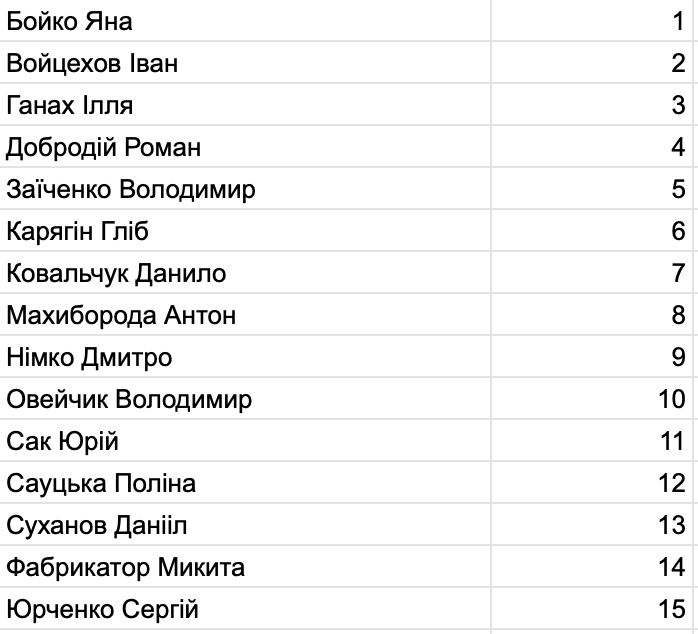 Бойко Яна 1
Войцехов Іван 2
Ганах Ілля 3
Добродій Роман 4
Заїченко Володимир 5
Карягін Гліб 6
Ковальчук Данило 7
Махиборода Антон 8
Німко Дмитро 9
Овейчик Володимир 10
Сак Юрій 11
Сауцька Поліна 12
Суханов Данііл 13
Фабрикатор Микита 14
Юрченко Сергій 15